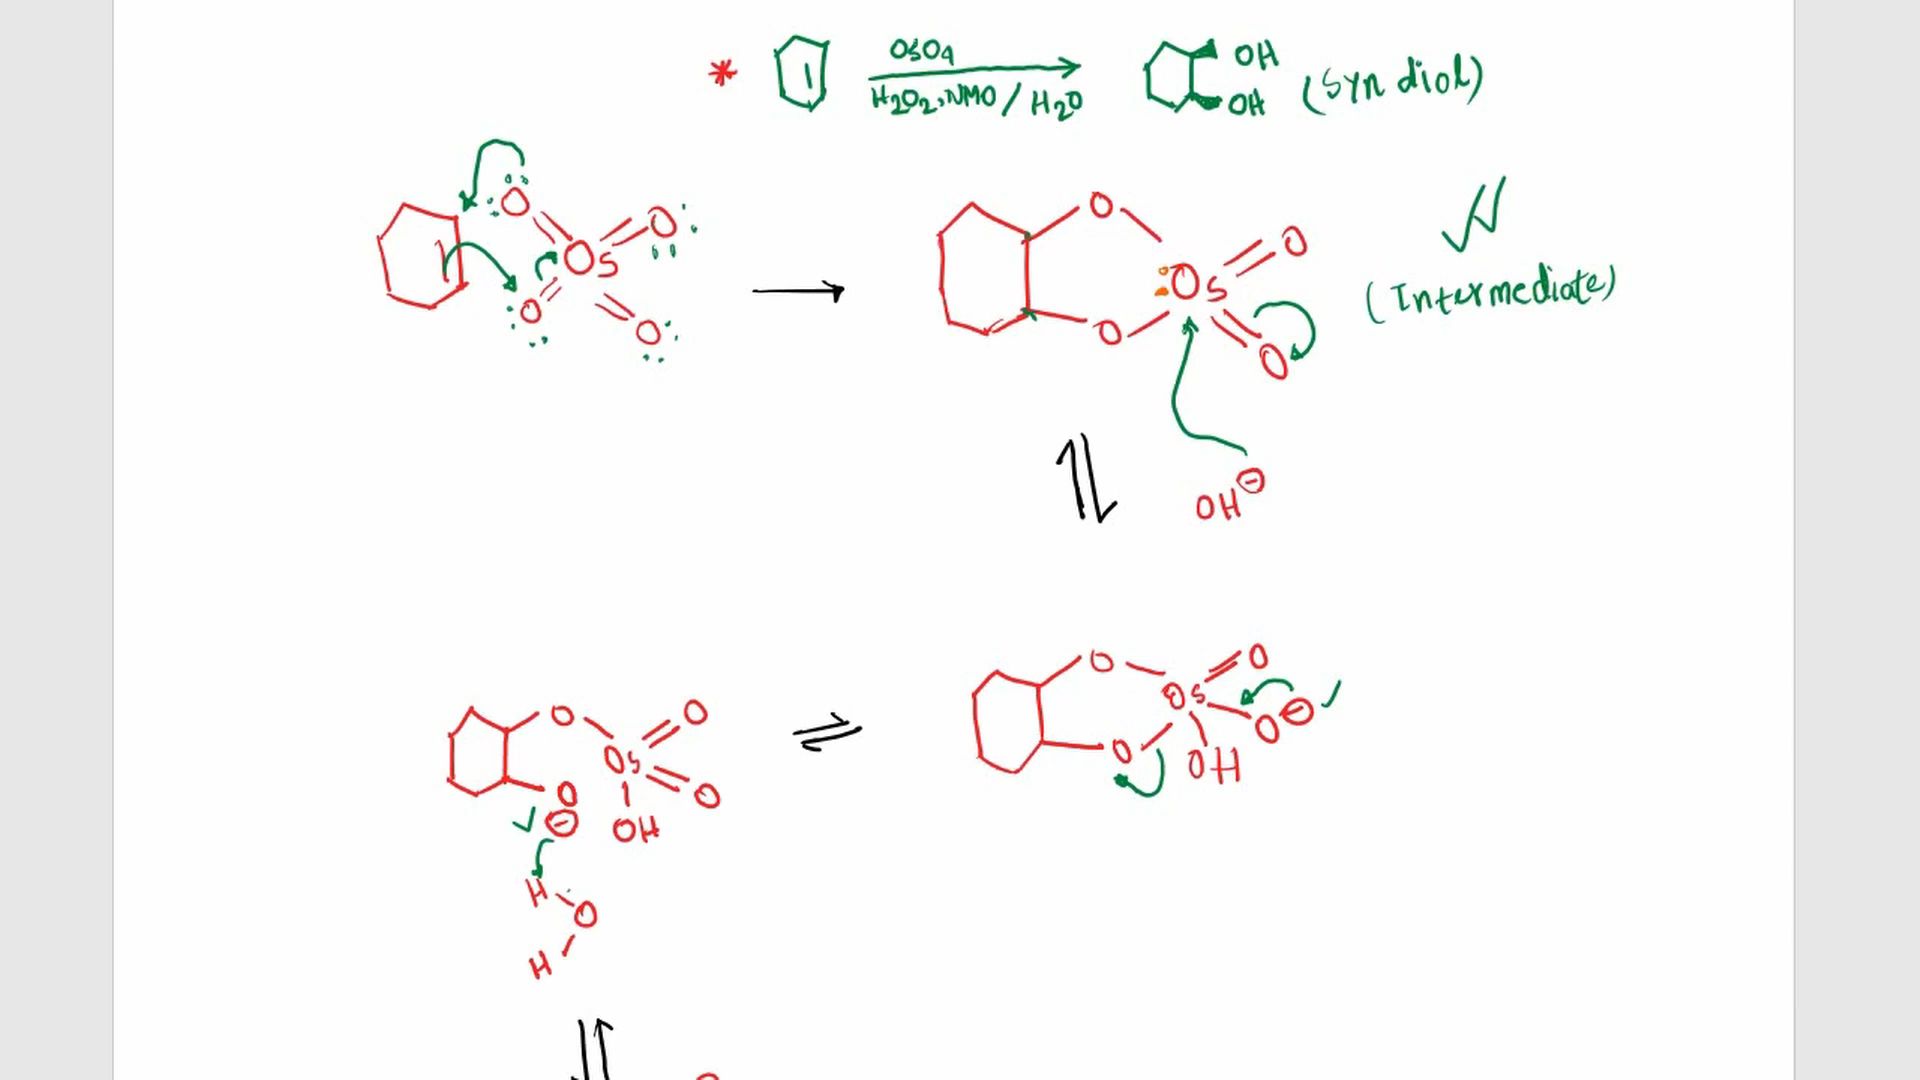 * OsO4 OH
H2O2,NMO / H2O OH (Syn diol)
O O
Os
O O
O O
Os (Intermediate)
O O
OH⊖
O O
Os O⊖
O OH
O O
Os
O⊖ OH O
H
O
H